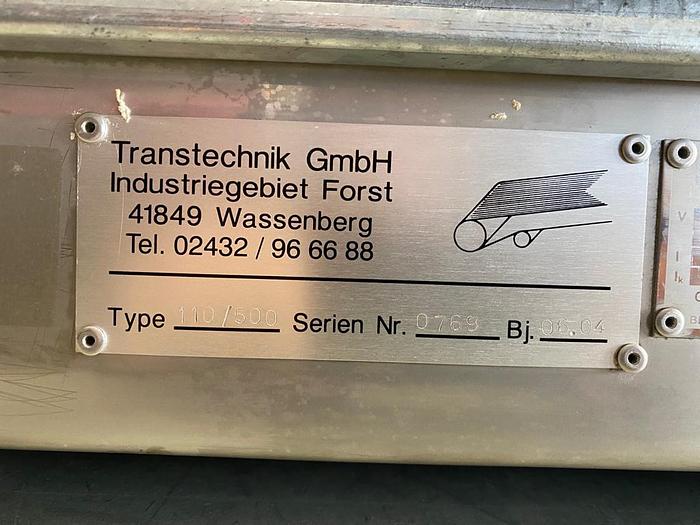 Transtechnik GmbH
Industriegebiet Forst
41849 Wassenberg
Tel. 02432 / 96 66 88
Type 110/500 Serien Nr. 0769 Bj. 06.04
V
I
Ik